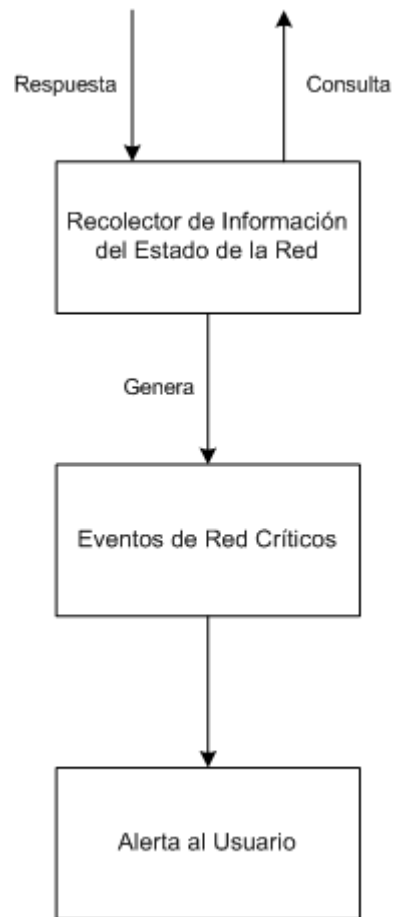 Respuesta
Consulta
Recolector de Información
del Estado de la Red
Genera
Eventos de Red Críticos
Alerta al Usuario